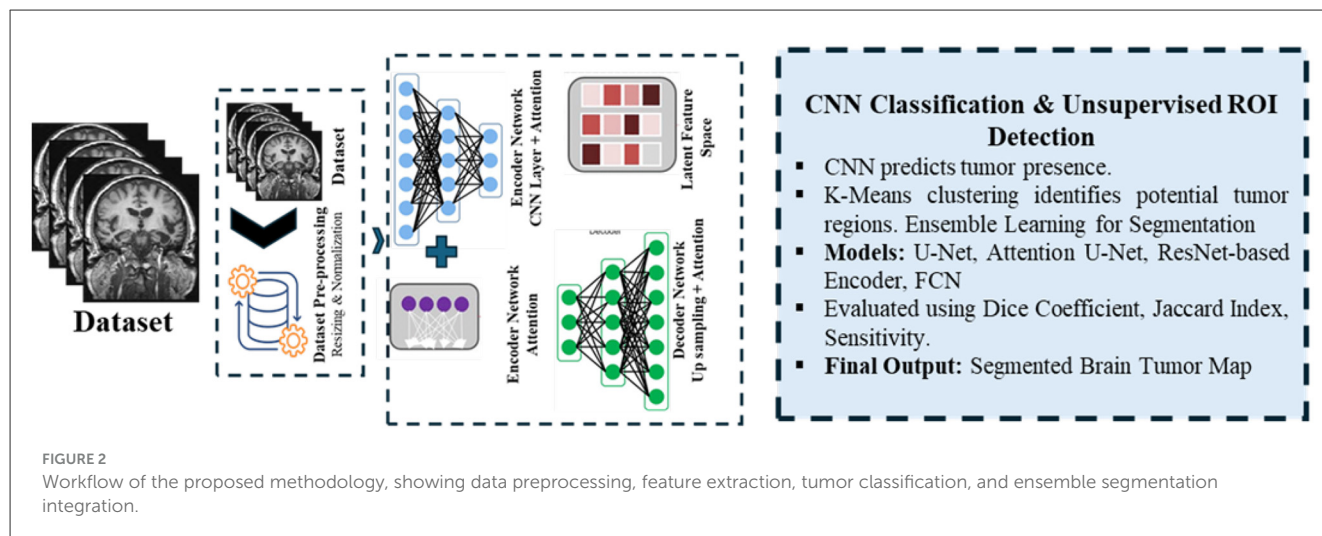 Dataset
Dataset
Dataset Pre-processing
Resizing & Normalization
Encoder Network
CNN Layer + Attention
Latent Feature
Space
Encoder Network
Attention
Decoder
Decoder Network
Up sampling + Attention
CNN Classification & Unsupervised ROI
Detection
▪ CNN predicts tumor presence.
▪ K-Means clustering identifies potential tumor
regions. Ensemble Learning for Segmentation
▪ Models: U-Net, Attention U-Net, ResNet-based
Encoder, FCN
▪ Evaluated using Dice Coefficient, Jaccard Index,
Sensitivity.
▪ Final Output: Segmented Brain Tumor Map
FIGURE 2
Workflow of the proposed methodology, showing data preprocessing, feature extraction, tumor classification, and ensemble segmentation
integration.